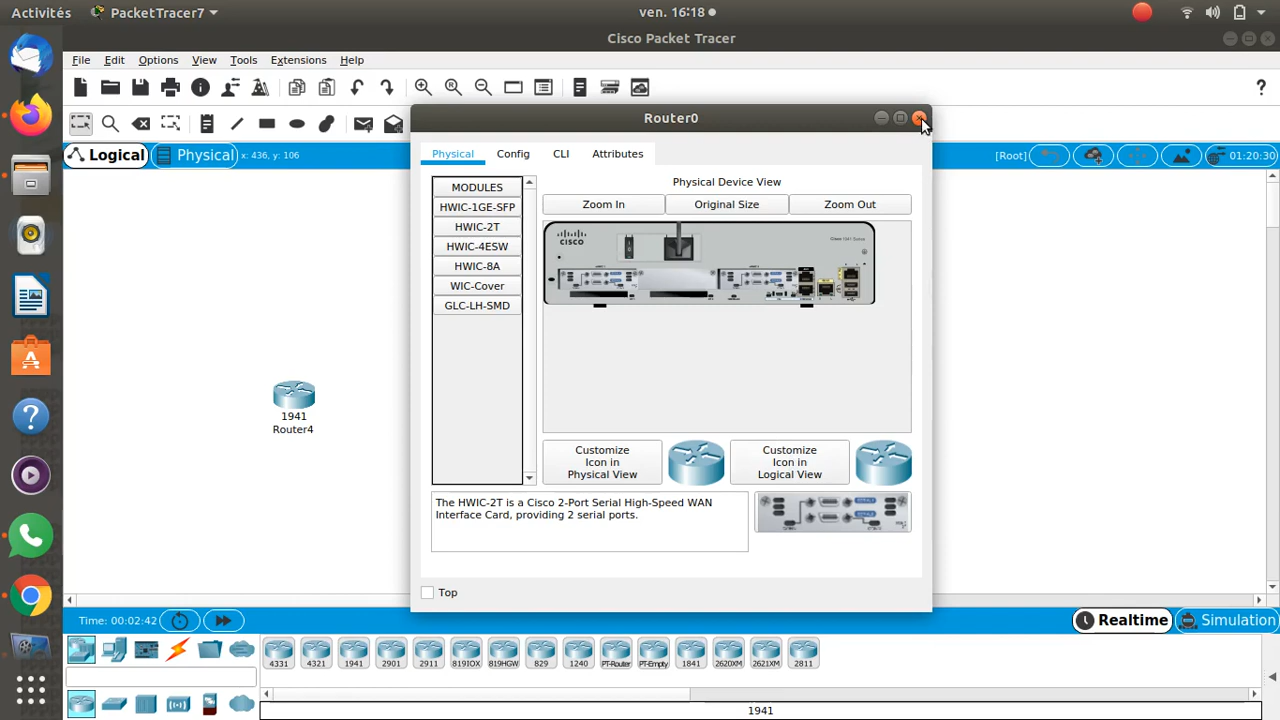 Activités
PacketTracer7
ven. 16:18
Cisco Packet Tracer
File Edit Options View Tools Extensions Help
?
Router0
Logical
Physical
x: 436, y: 106
[Root]
01:20:30
Physical
Config
CLI
Attributes
MODULES
HWIC-1GE-SFP
HWIC-2T
HWIC-4ESW
HWIC-8A
WIC-Cover
GLC-LH-SMD
Physical Device View
Zoom In
Original Size
Zoom Out
CISCO
Cisco 1941 Series
1941
Router4
Customize
Icon in
Physical View
Customize
Icon in
Logical View
The HWIC-2T is a Cisco 2-Port Serial High-Speed WAN
Interface Card, providing 2 serial ports.
Top
Time: 00:02:42
Realtime
Simulation
4331
4321
1941
2901
2911
819IOX
819HGW
829
1240
PT-Router
PT-Empty
1841
2620XM
2621XM
2811
1941